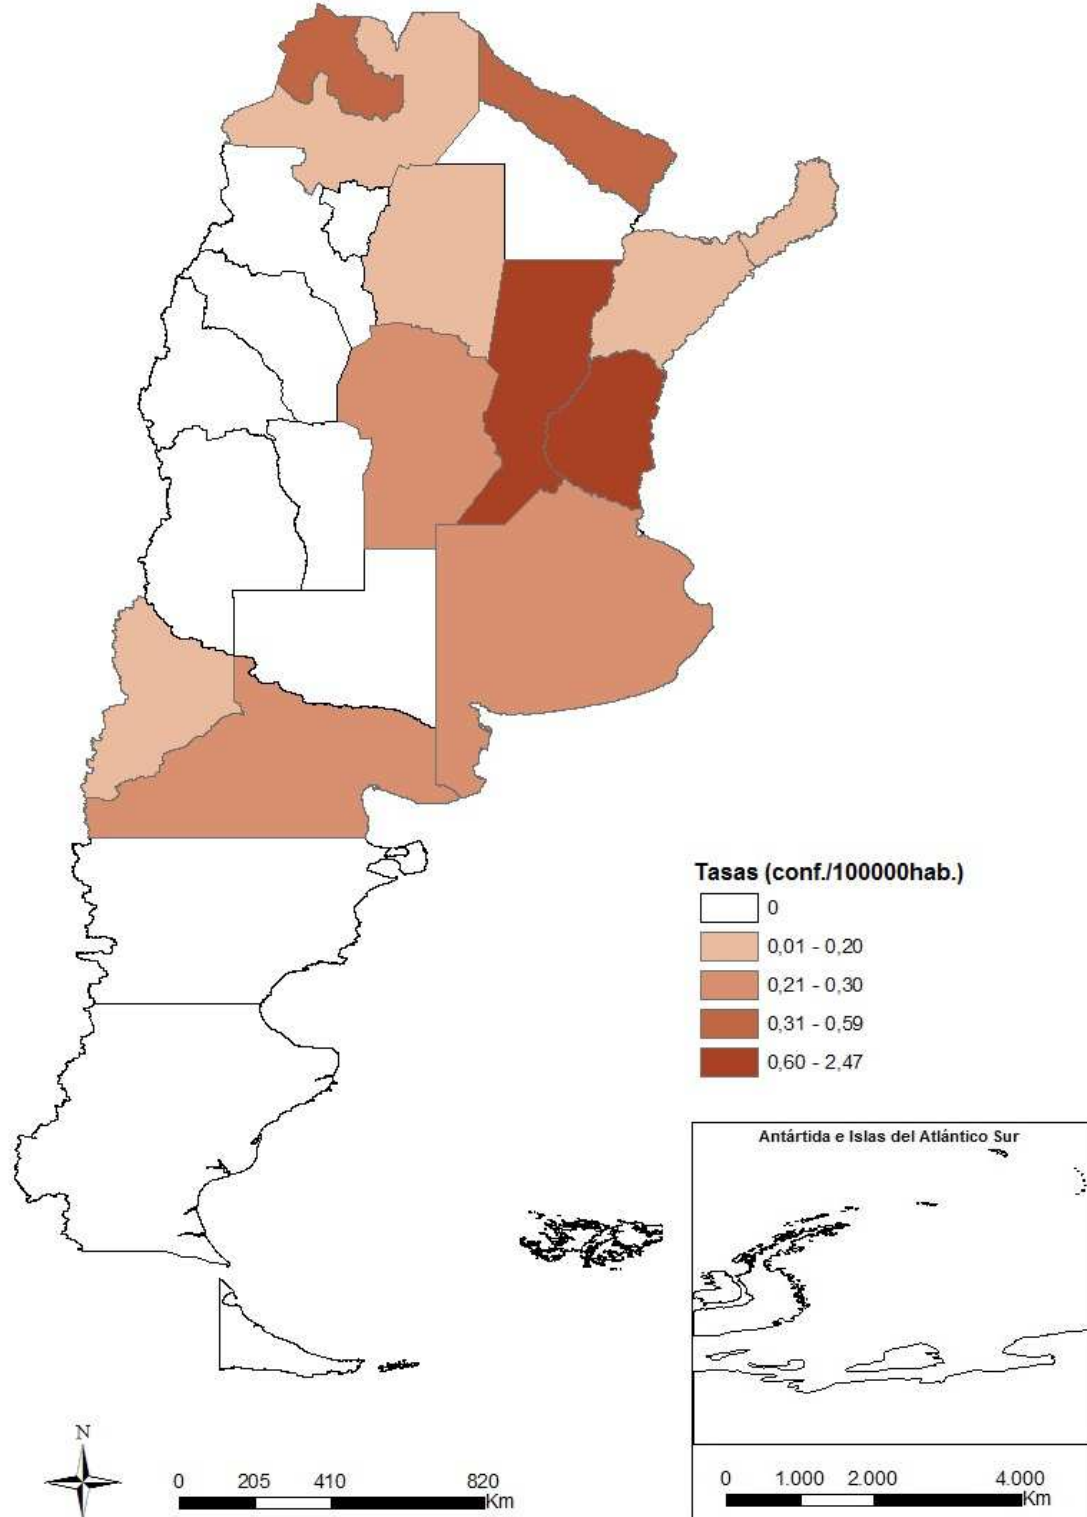 Tasas (conf./100000hab.)
0
0,01 - 0,20
0,21 - 0,30
0,31 - 0,59
0,60 - 2,47
Antártida e Islas del Atlántico Sur
N
0 205 410 820
Km
0 1.000 2.000 4.000
Km